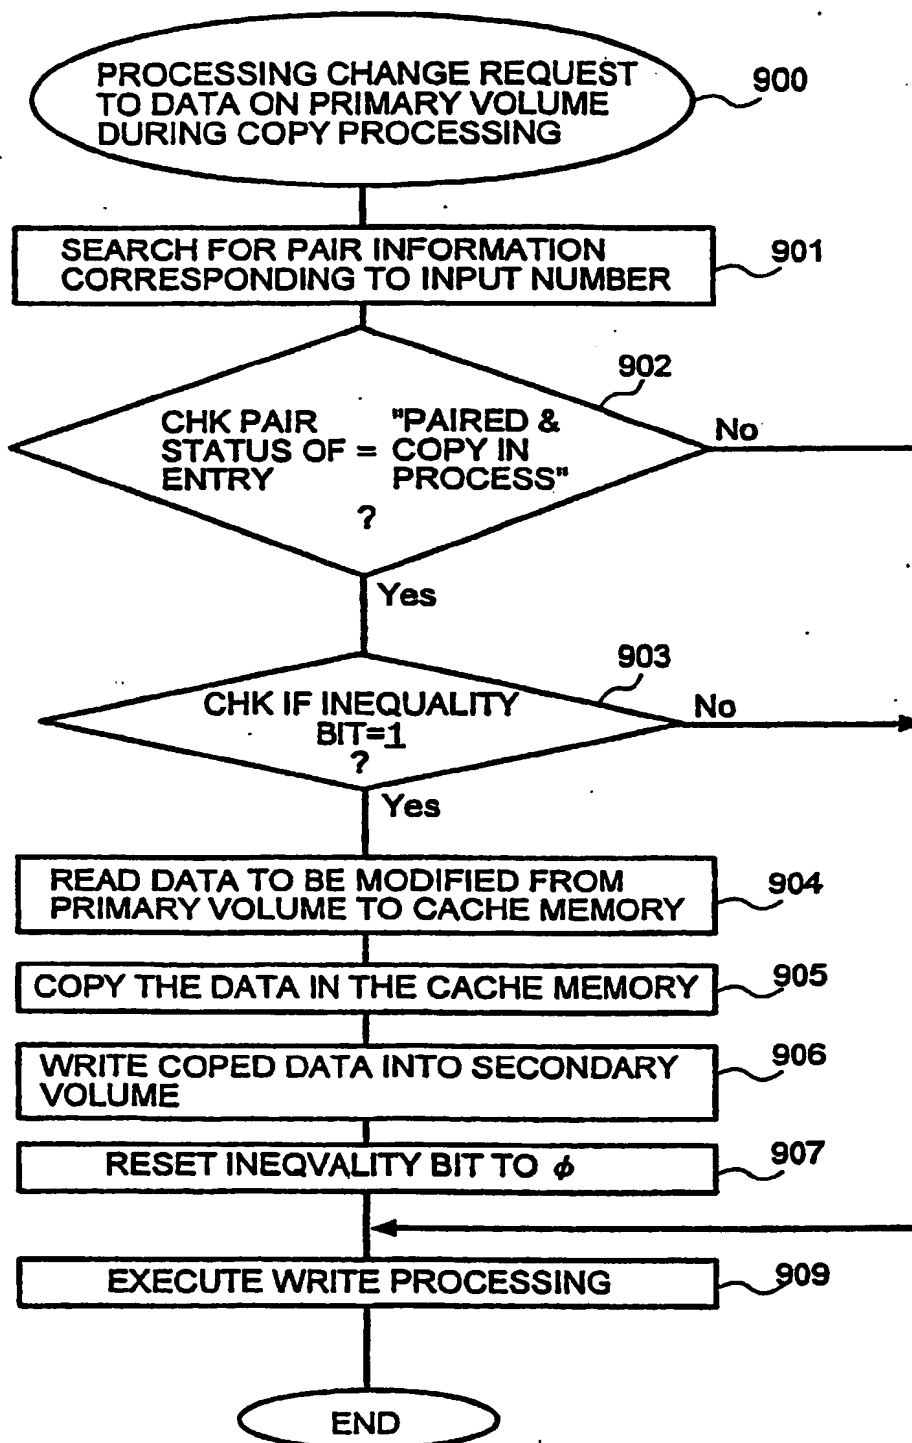 PROCESSING CHANGE REQUEST
TO DATA ON PRIMARY VOLUME
DURING COPY PROCESSING
900
SEARCH FOR PAIR INFORMATION
CORRESPONDING TO INPUT NUMBER
901
902
CHK PAIR "PAIRED &
STATUS OF = COPY IN
ENTRY PROCESS"
?
No
Yes
903
CHK IF INEQUALITY
BIT=1
?
No
Yes
READ DATA TO BE MODIFIED FROM
PRIMARY VOLUME TO CACHE MEMORY
904
COPY THE DATA IN THE CACHE MEMORY
905
WRITE COPED DATA INTO SECONDARY
VOLUME
906
RESET INEQVALITY BIT TO ϕ
907
EXECUTE WRITE PROCESSING
909
END